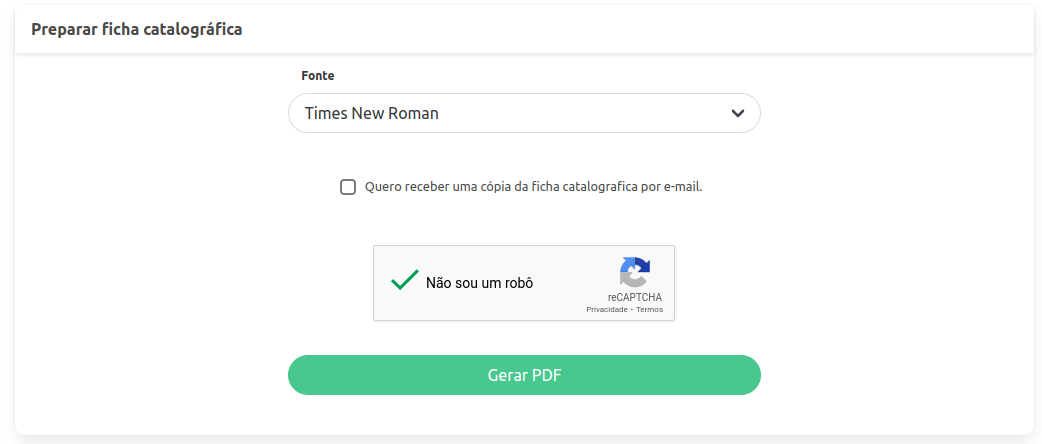 Preparar ficha catalográfica
Fonte
Times New Roman
Quero receber uma cópia da ficha catalografica por e-mail.
Não sou um robô
reCAPTCHA
Privacidade - Termos
Gerar PDF